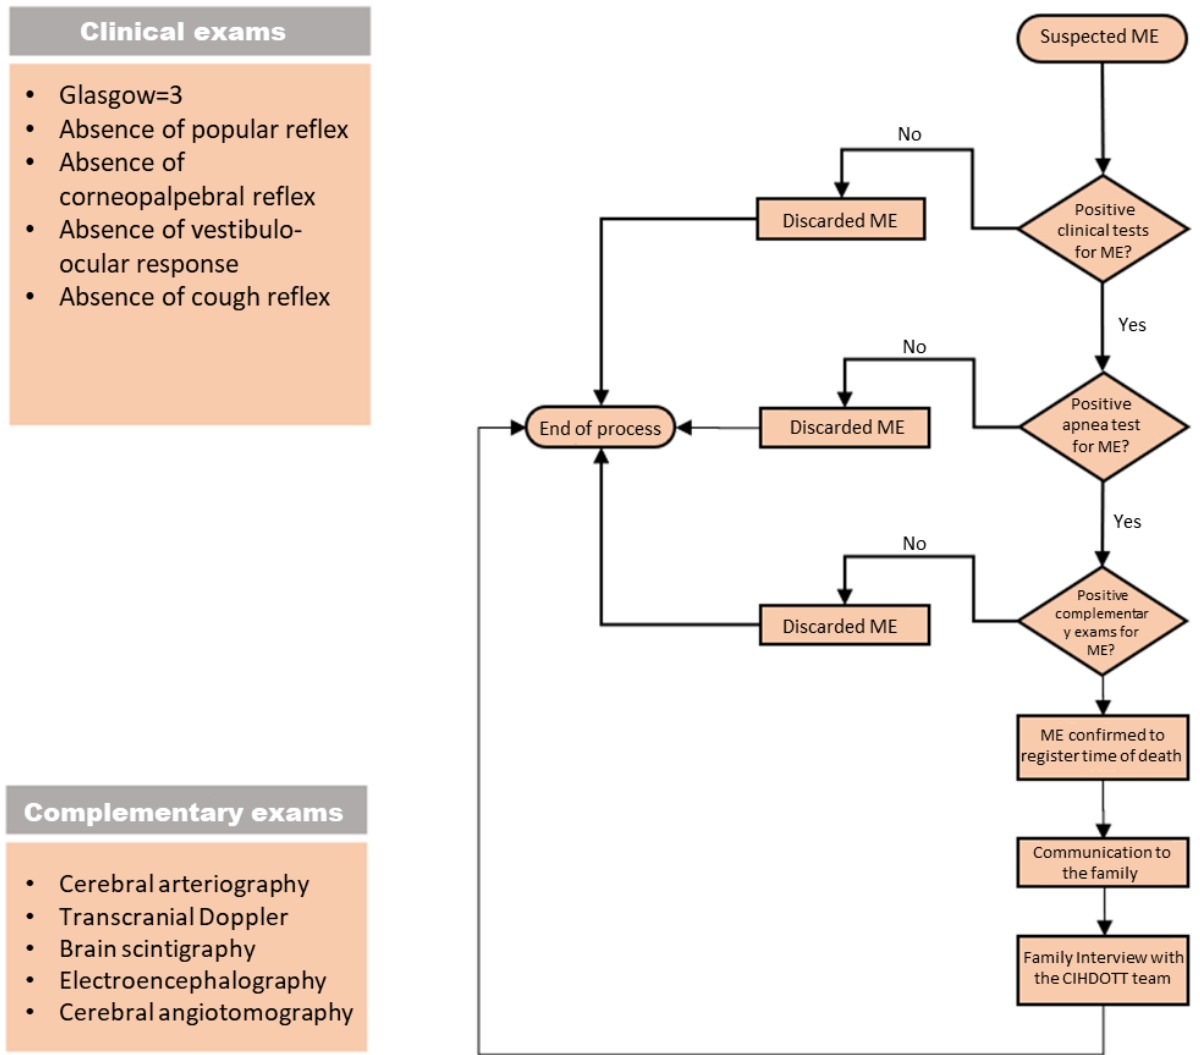 Clinical exams
• Glasgow=3
• Absence of popular reflex
• Absence of
corneopalpebral reflex
• Absence of vestibulo-
ocular response
• Absence of cough reflex
Complementary exams
• Cerebral arteriography
• Transcranial Doppler
• Brain scintigraphy
• Electroencephalography
• Cerebral angiotomography
Suspected ME
Positive
clinical tests
for ME?
No
Discarded ME
Yes
Positive
apnea test
for ME?
No
Discarded ME
End of process
Yes
Positive
complementar
y exams for
ME?
No
Discarded ME
ME confirmed to
register time of death
Communication to
the family
Family Interview with
the CIHDOTT team